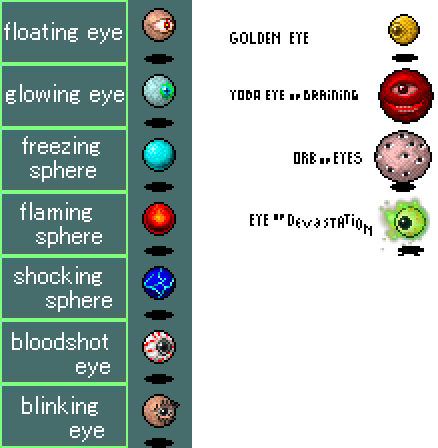 floating eye
glowing eye
freezing
sphere
flaming
sphere
shocking
sphere
bloodshot
eye
blinking
eye
GOLDEN EYE
EYE OF DRAINING
ORB OF EYES
EYE OF DEVASTATION